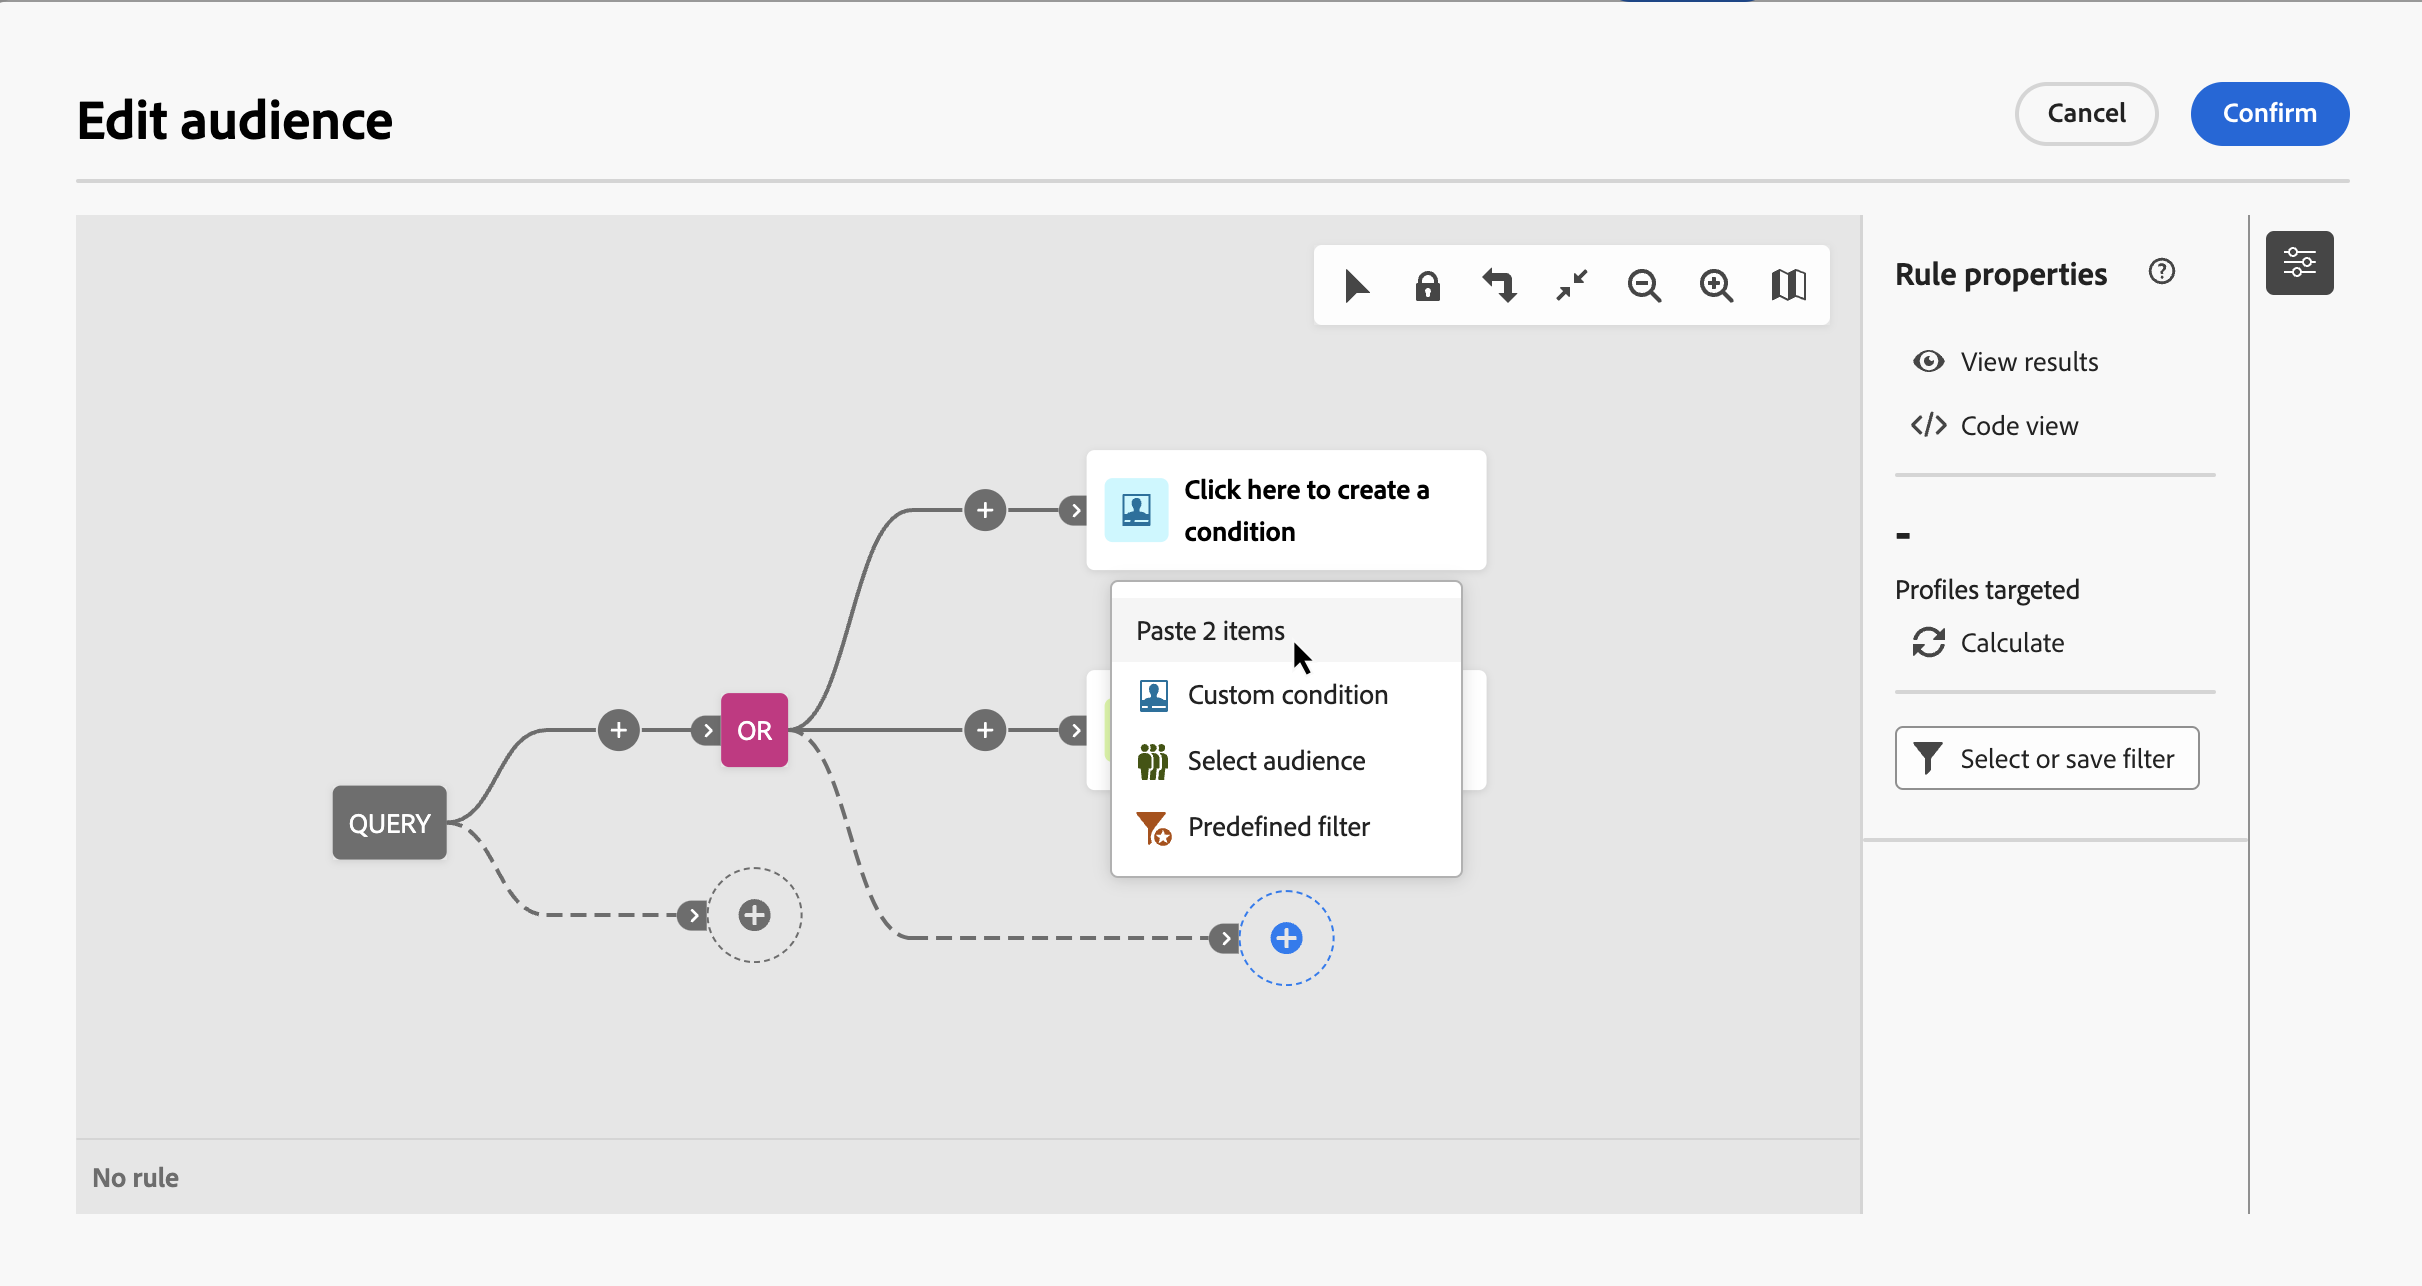 Edit audience
Cancel
Confirm
Rule properties
View results
Code view
Click here to create a
condition
-
Profiles targeted
Paste 2 items
Calculate
Custom condition
OR
Select audience
Select or save filter
QUERY
Predefined filter
No rule